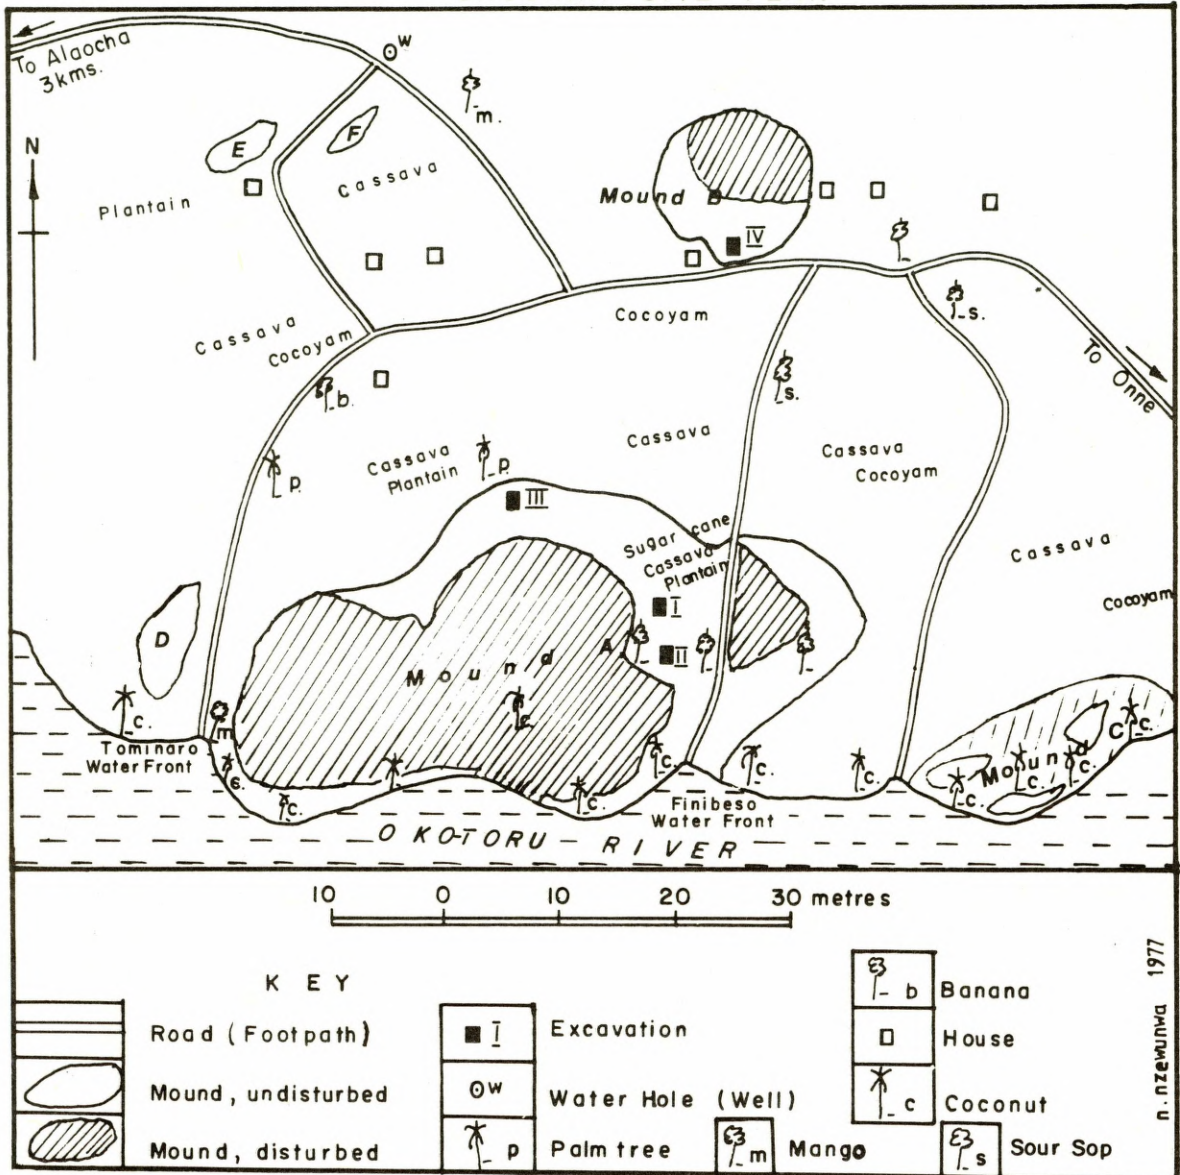 To Alaocha
3kms.
W
m.
N
E
F
Cassava
Plantain
Mound B
IV
Cassava
Cocoyam
Cocoyam
s.
To Onne
b.
s.
p.
Cassava
Plantain
p.
Cassava
Cassava
Cocoyam
III
Sugar cane
Cassava
Plantain
Cassava
Cocoyam
I
D
A
II
Mound
c.
c.
m
Tominaro
Water Front
c.
c.
c.
c.
c.
c.
Mound C
c.
c.
c.
c.
Finibeso
Water Front
OKOTORU RIVER
10 0 10 20 30 metres
KEY
Road (Footpath)
Mound, undisturbed
Mound, disturbed
I Excavation
W Water Hole (Well)
p Palm tree
m Mango
b Banana
House
c Coconut
s Sour Sop
n. nzewunwa 1977